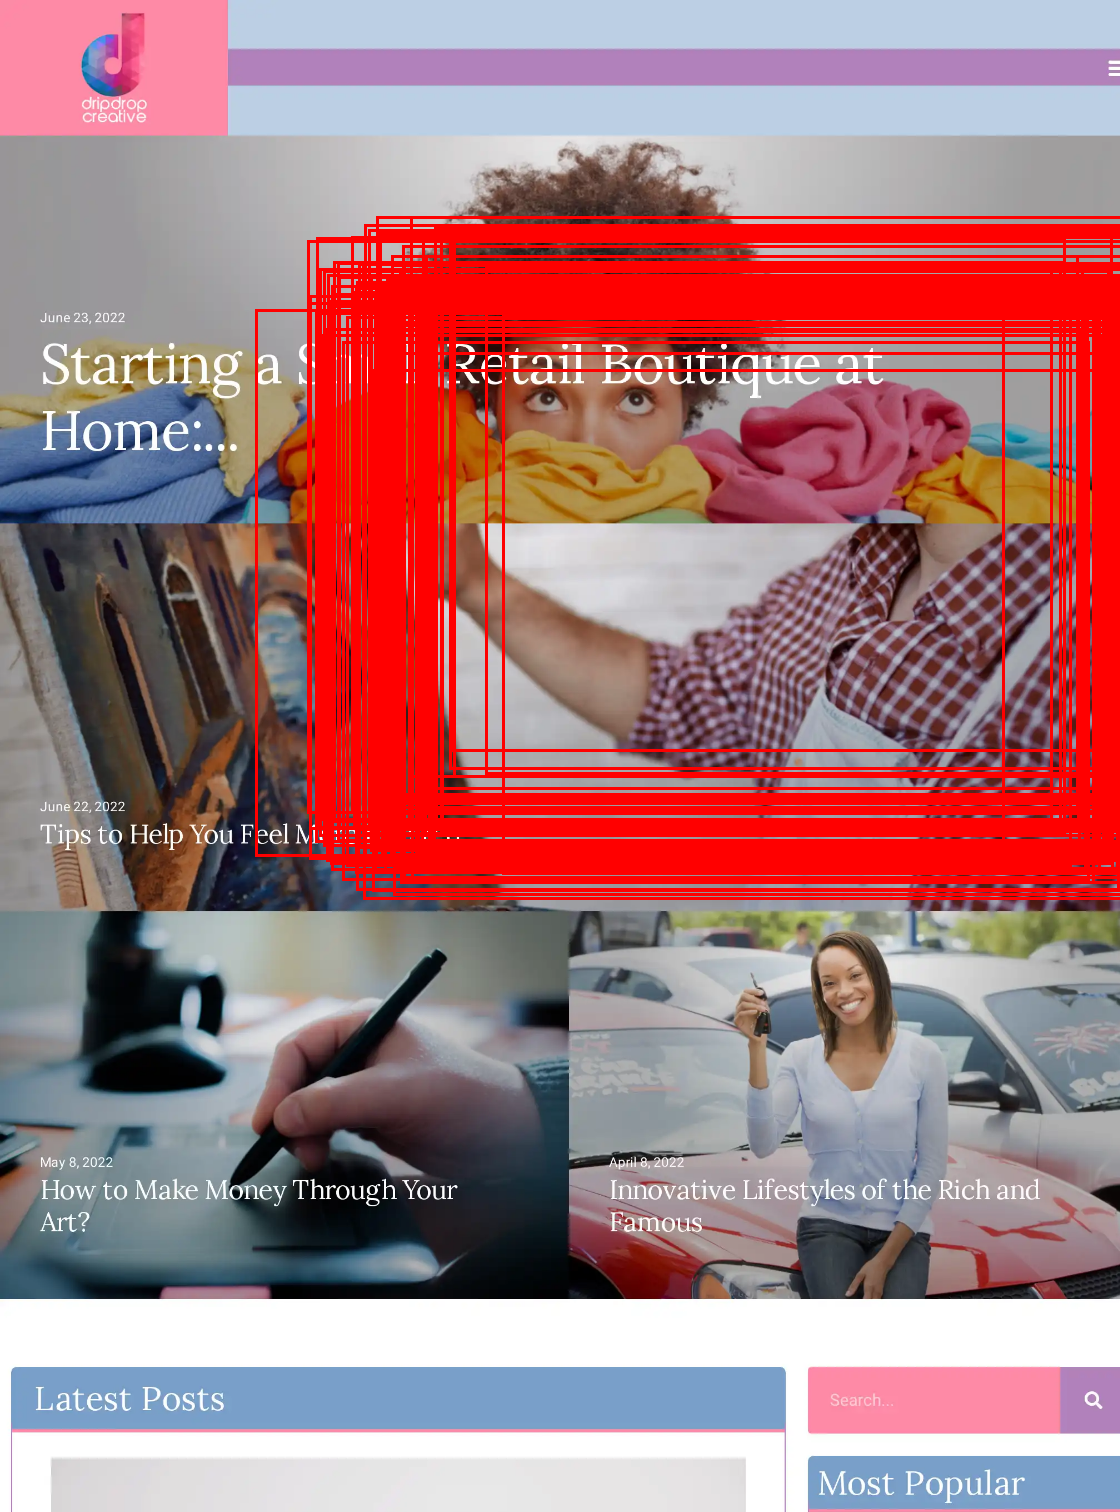 dripdrop
creative
June 23, 2022
Starting a Retail Boutique at
Home:...
June 22, 2022
Tips to Help You Feel
May 8, 2022
How to Make Money Through Your
Art?
April 8, 2022
Innovative Lifestyles of the Rich and
Famous
Latest Posts
Search...
Most Popular